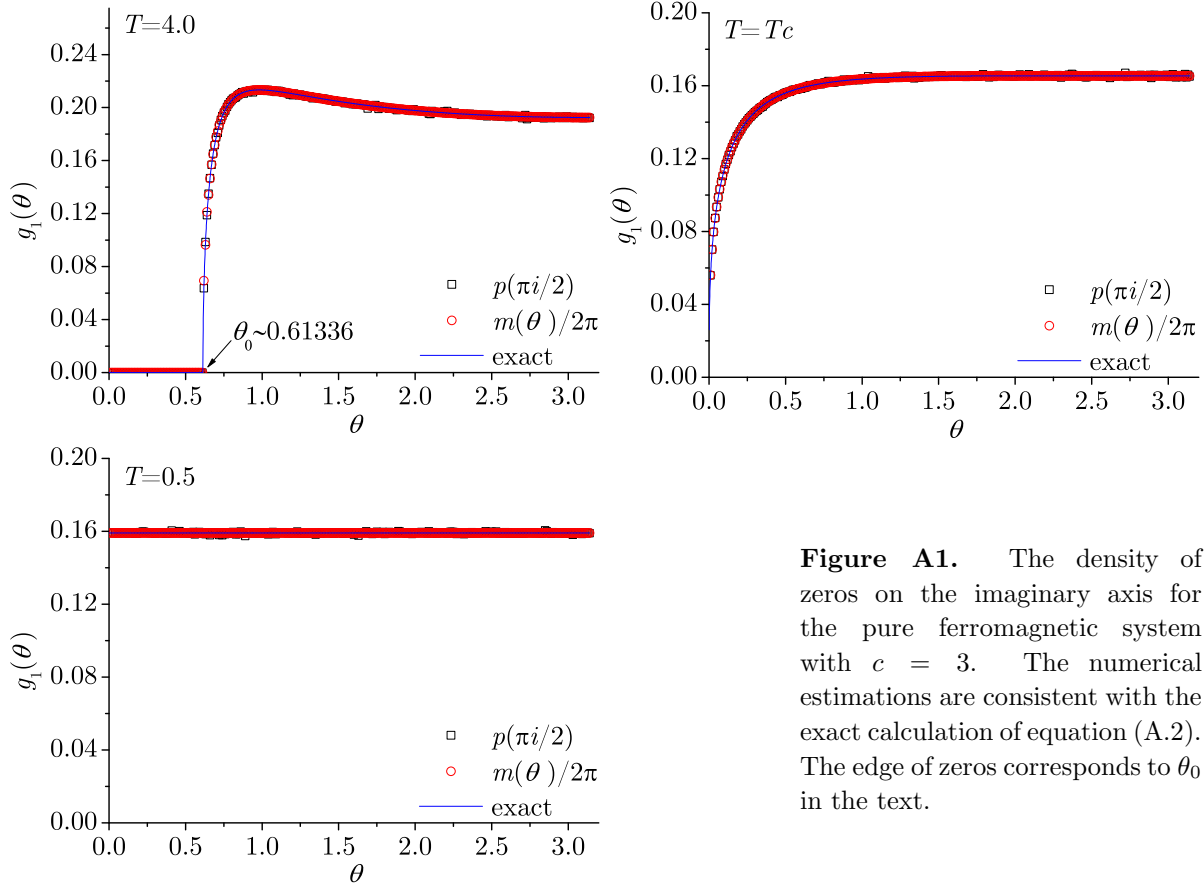 T=4.0
0.24
0.20
0.16
0.12
0.08
0.04
0.00
g₁(θ)
p(πi/2)
m(θ)/2π
exact
θ₀~0.61336
0.0 0.5 1.0 1.5 2.0 2.5 3.0
θ
T=Tc
0.20
0.16
0.12
0.08
0.04
0.00
g₁(θ)
p(πi/2)
m(θ)/2π
exact
0.0 0.5 1.0 1.5 2.0 2.5 3.0
θ
T=0.5
0.20
0.16
0.12
0.08
0.04
0.00
g₁(θ)
p(πi/2)
m(θ)/2π
exact
0.0 0.5 1.0 1.5 2.0 2.5 3.0
θ
Figure A1. The density of
zeros on the imaginary axis for
the pure ferromagnetic system
with c = 3. The numerical
estimations are consistent with the
exact calculation of equation (A.2).
The edge of zeros corresponds to θ₀
in the text.